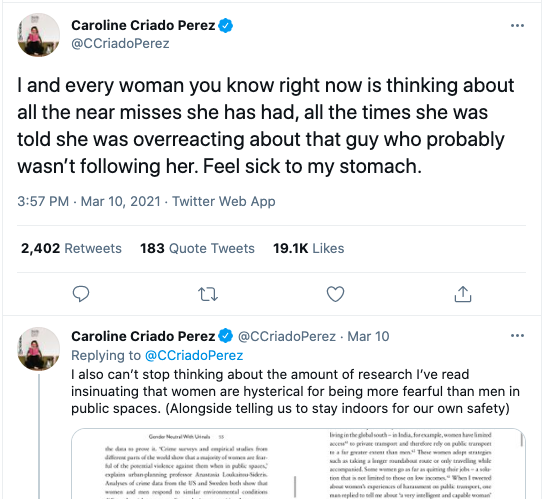 Caroline Criado Perez
@CCriadoPerez
I and every woman you know right now is thinking about
all the near misses she has had, all the times she was
told she was overreacting about that guy who probably
wasn’t following her. Feel sick to my stomach.
3:57 PM · Mar 10, 2021 · Twitter Web App
2,402 Retweets 183 Quote Tweets 19.1K Likes
Caroline Criado Perez @CCriadoPerez · Mar 10
Replying to @CCriadoPerez
I also can’t stop thinking about the amount of research I’ve read
insinuating that women are hysterical for being more fearful than men in
public spaces. (Alongside telling us to stay indoors for our own safety)
Gender Neutral With Urinals 55
the data to prove is. ‘Crime surveys and empirical studies from
different parts of the world show that a majority of women are fear-
ful of the potential violence against them when in public spaces,’
explains urban-planning professor Anastasia Loukaitou-Sideris.
Analyses of crime data from the US and Sweden both show that
women and men respond to similar environmental conditions
living in the global south – in India, for example, women have limited
access to private transport and therefore rely on public transport
to a far greater extent than men. These women adopt strategies
such as taking a longer roundabout route or only travelling while
accompanied. Some women go as far as quitting their jobs – a solu-
tion that is not limited to those on low incomes. When I tweeted
about women’s experiences of harassment on public transport, one
man replied to tell me about ‘a very intelligent and capable woman’